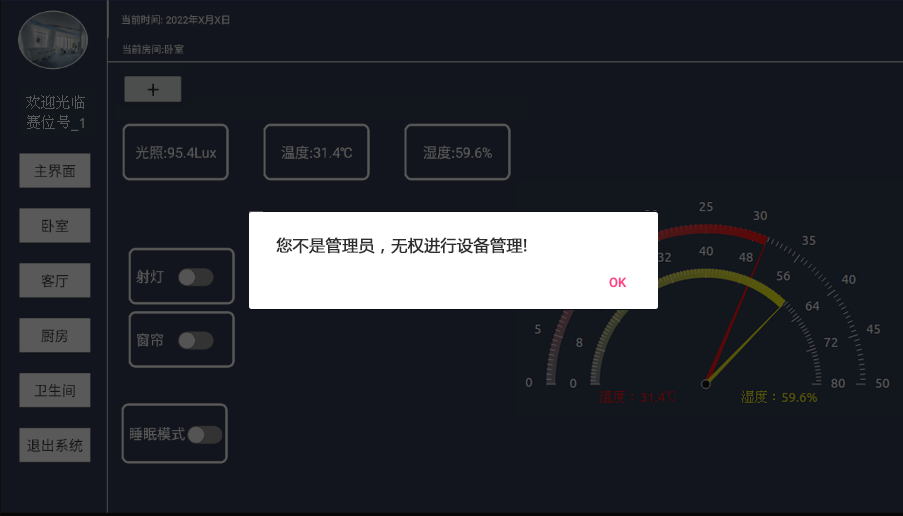 当前时间: 2022年X月X日
当前房间:卧室
欢迎光临
赛位号_1
主界面
卧室
客厅
厨房
卫生间
退出系统
+
光照:95.4Lux
温度:31.4℃
湿度:59.6%
您不是管理员，无权进行设备管理!
OK
射灯
窗帘
睡眠模式
0
5
25
30
35
40
45
50
0
8
32
40
48
56
64
72
80
温度：31.4℃
湿度：59.6%